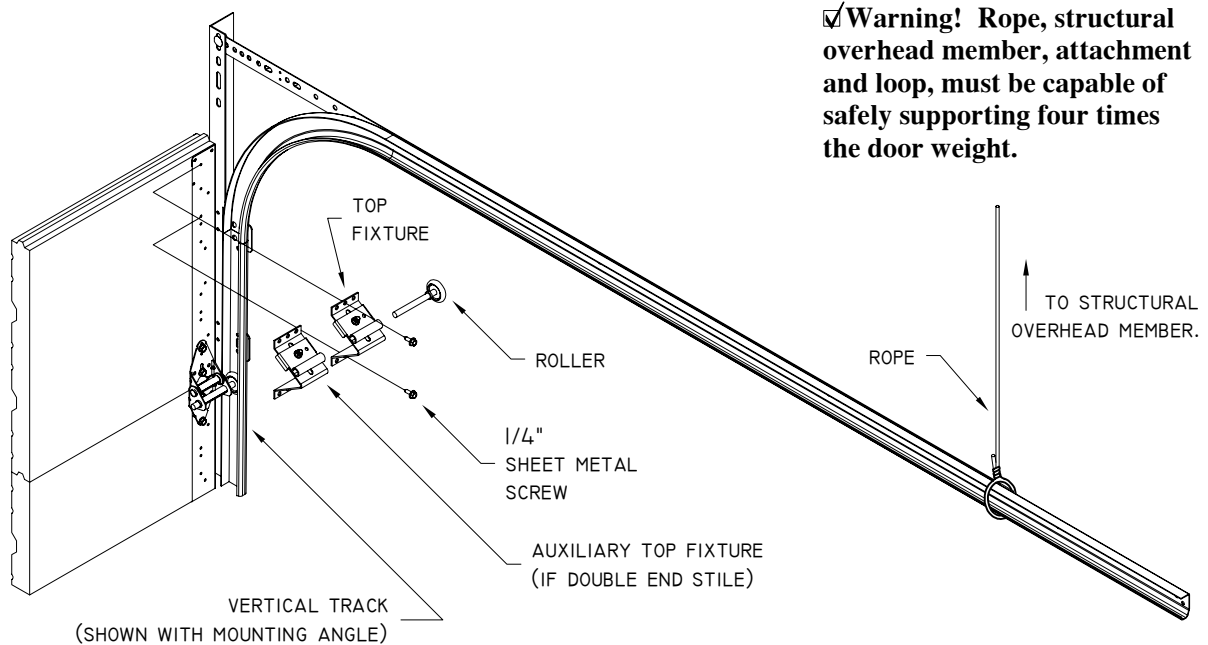 ☑Warning! Rope, structural
overhead member, attachment
and loop, must be capable of
safely supporting four times
the door weight.
TOP
FIXTURE
TO STRUCTURAL
OVERHEAD MEMBER.
ROPE
ROLLER
1/4"
SHEET METAL
SCREW
AUXILIARY TOP FIXTURE
(IF DOUBLE END STILE)
VERTICAL TRACK
(SHOWN WITH MOUNTING ANGLE)